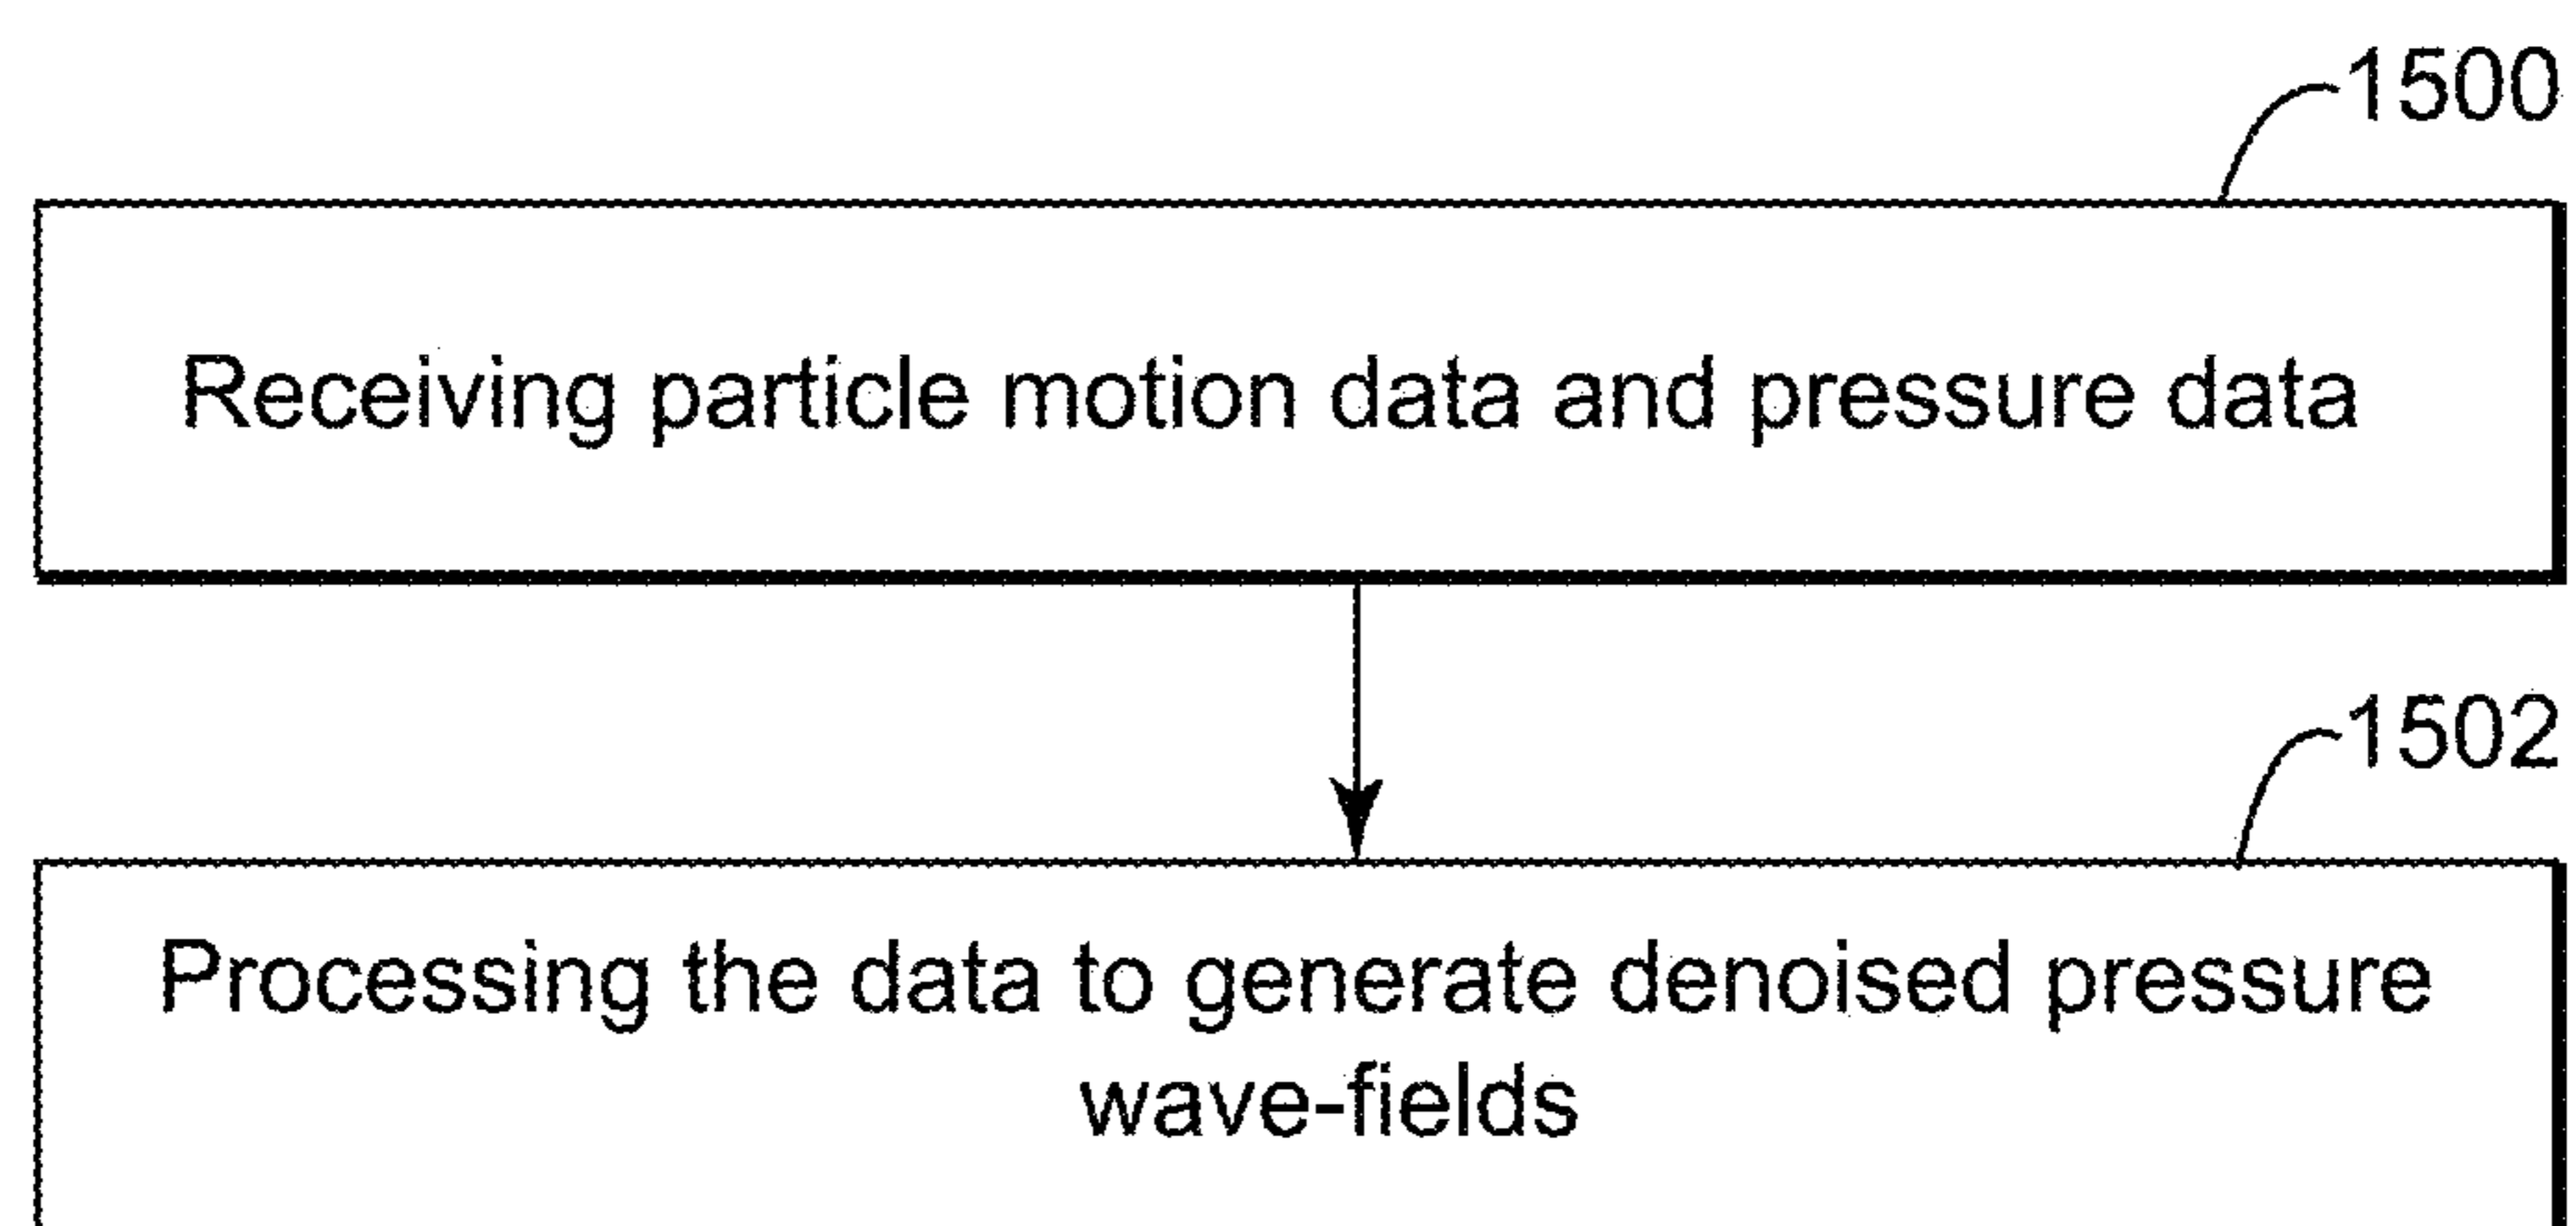 1500
Receiving particle motion data and pressure data
1502
Processing the data to generate denoised pressure
wave-fields